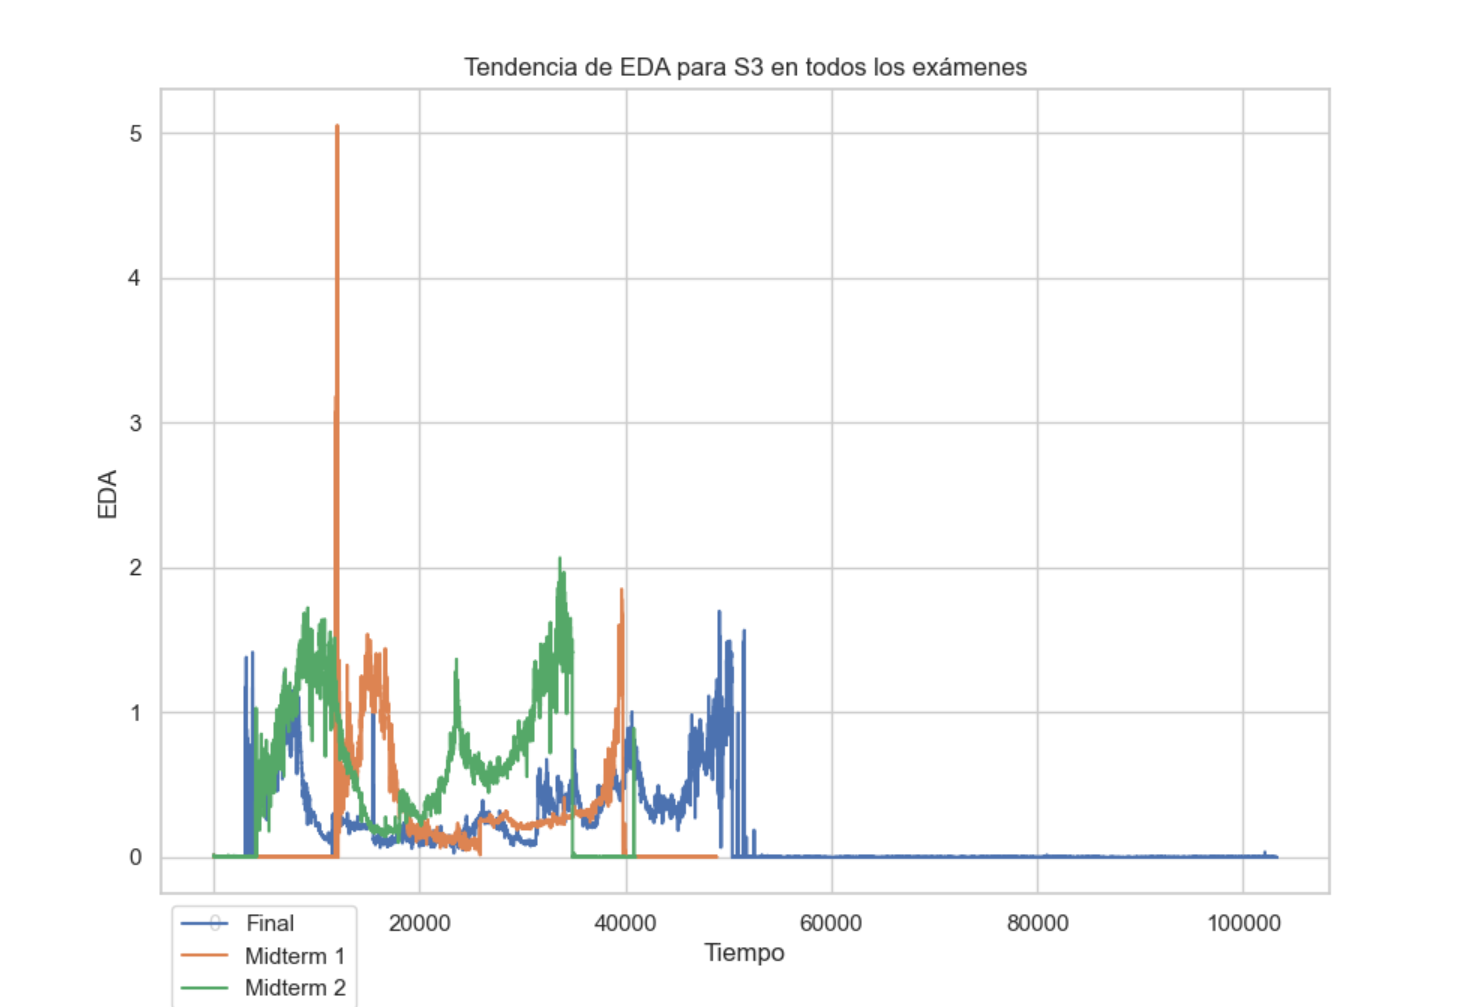 Tendencia de EDA para S3 en todos los exámenes
5
4
3
2
1
0
EDA
0
20000
40000
60000
80000
100000
Tiempo
Final
Midterm 1
Midterm 2